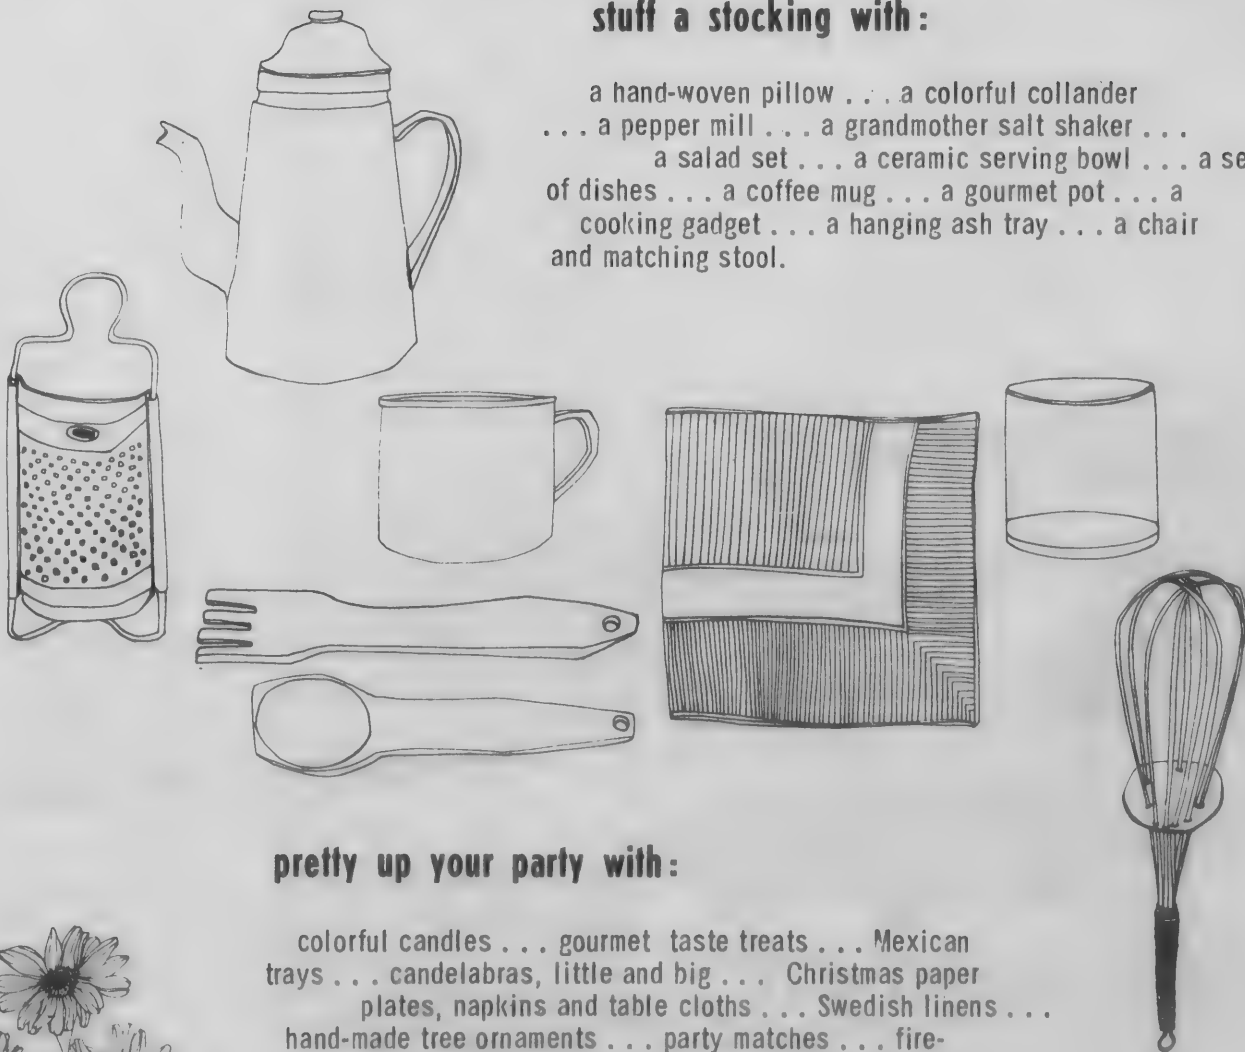 stuff a stocking with:
a hand-woven pillow . . . a colorful collander
. . . a pepper mill . . . a grandmother salt shaker . . .
a salad set . . . a ceramic serving bowl . . . a se
of dishes . . . a coffee mug . . . a gourmet pot . . . a
cooking gadget . . . a hanging ash tray . . . a chair
and matching stool.
pretty up your party with:
colorful candles . . . gourmet taste treats . . . Mexican
trays . . . candelabras, little and big . . . Christmas paper
plates, napkins and table cloths . . . Swedish linens . . .
hand-made tree ornaments . . . party matches . . . fire-